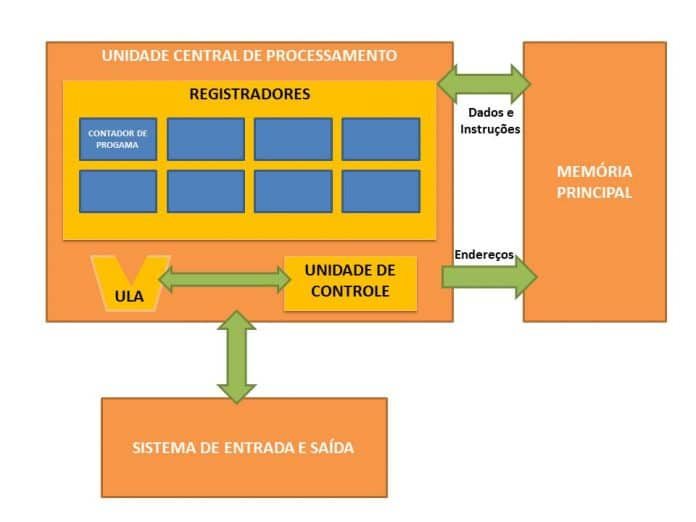 UNIDADE CENTRAL DE PROCESSAMENTO
REGISTRADORES
CONTADOR DE
PROGAMA
Dados e
Instruções
MEMÓRIA
PRINCIPAL
Endereços
ULA
UNIDADE DE
CONTROLE
SISTEMA DE ENTRADA E SAÍDA